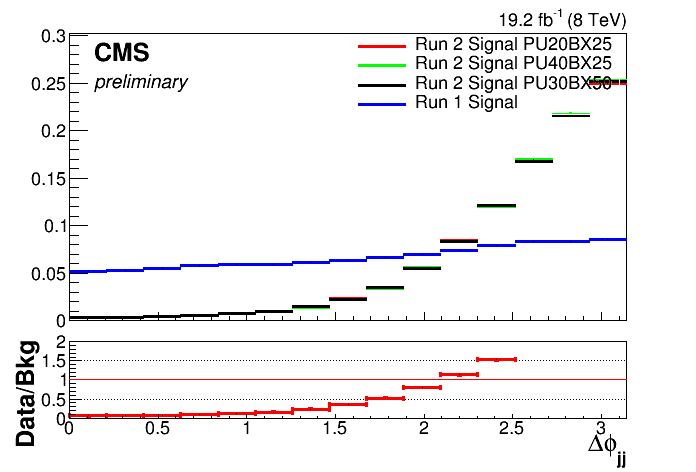 19.2 fb-1 (8 TeV)
CMS
preliminary
Run 2 Signal PU20BX25
Run 2 Signal PU40BX25
Run 2 Signal PU30BX50
Run 1 Signal
0.3
0.25
0.2
0.15
0.1
0.05
0
Data/Bkg
2
1.5
1
0.5
0
0 0.5 1 1.5 2 2.5 3
Δϕjj